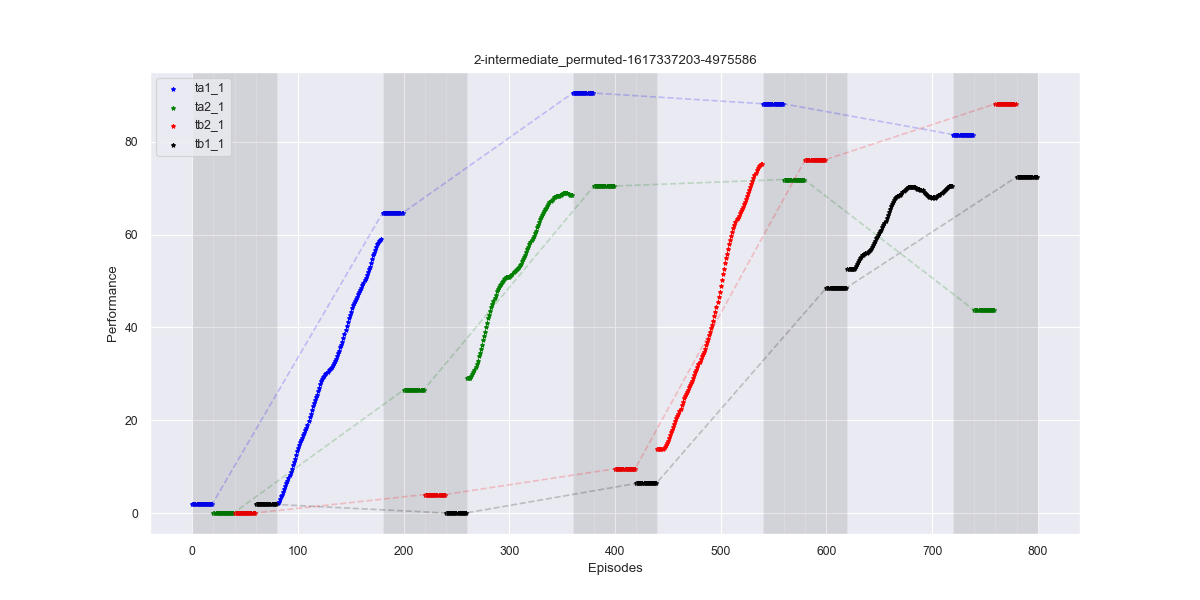 2-intermediate_permuted-1617337203-4975586
ta1_1
ta2_1
tb2_1
tb1_1
Performance
80
60
40
20
0
0 100 200 300 400 500 600 700 800
Episodes